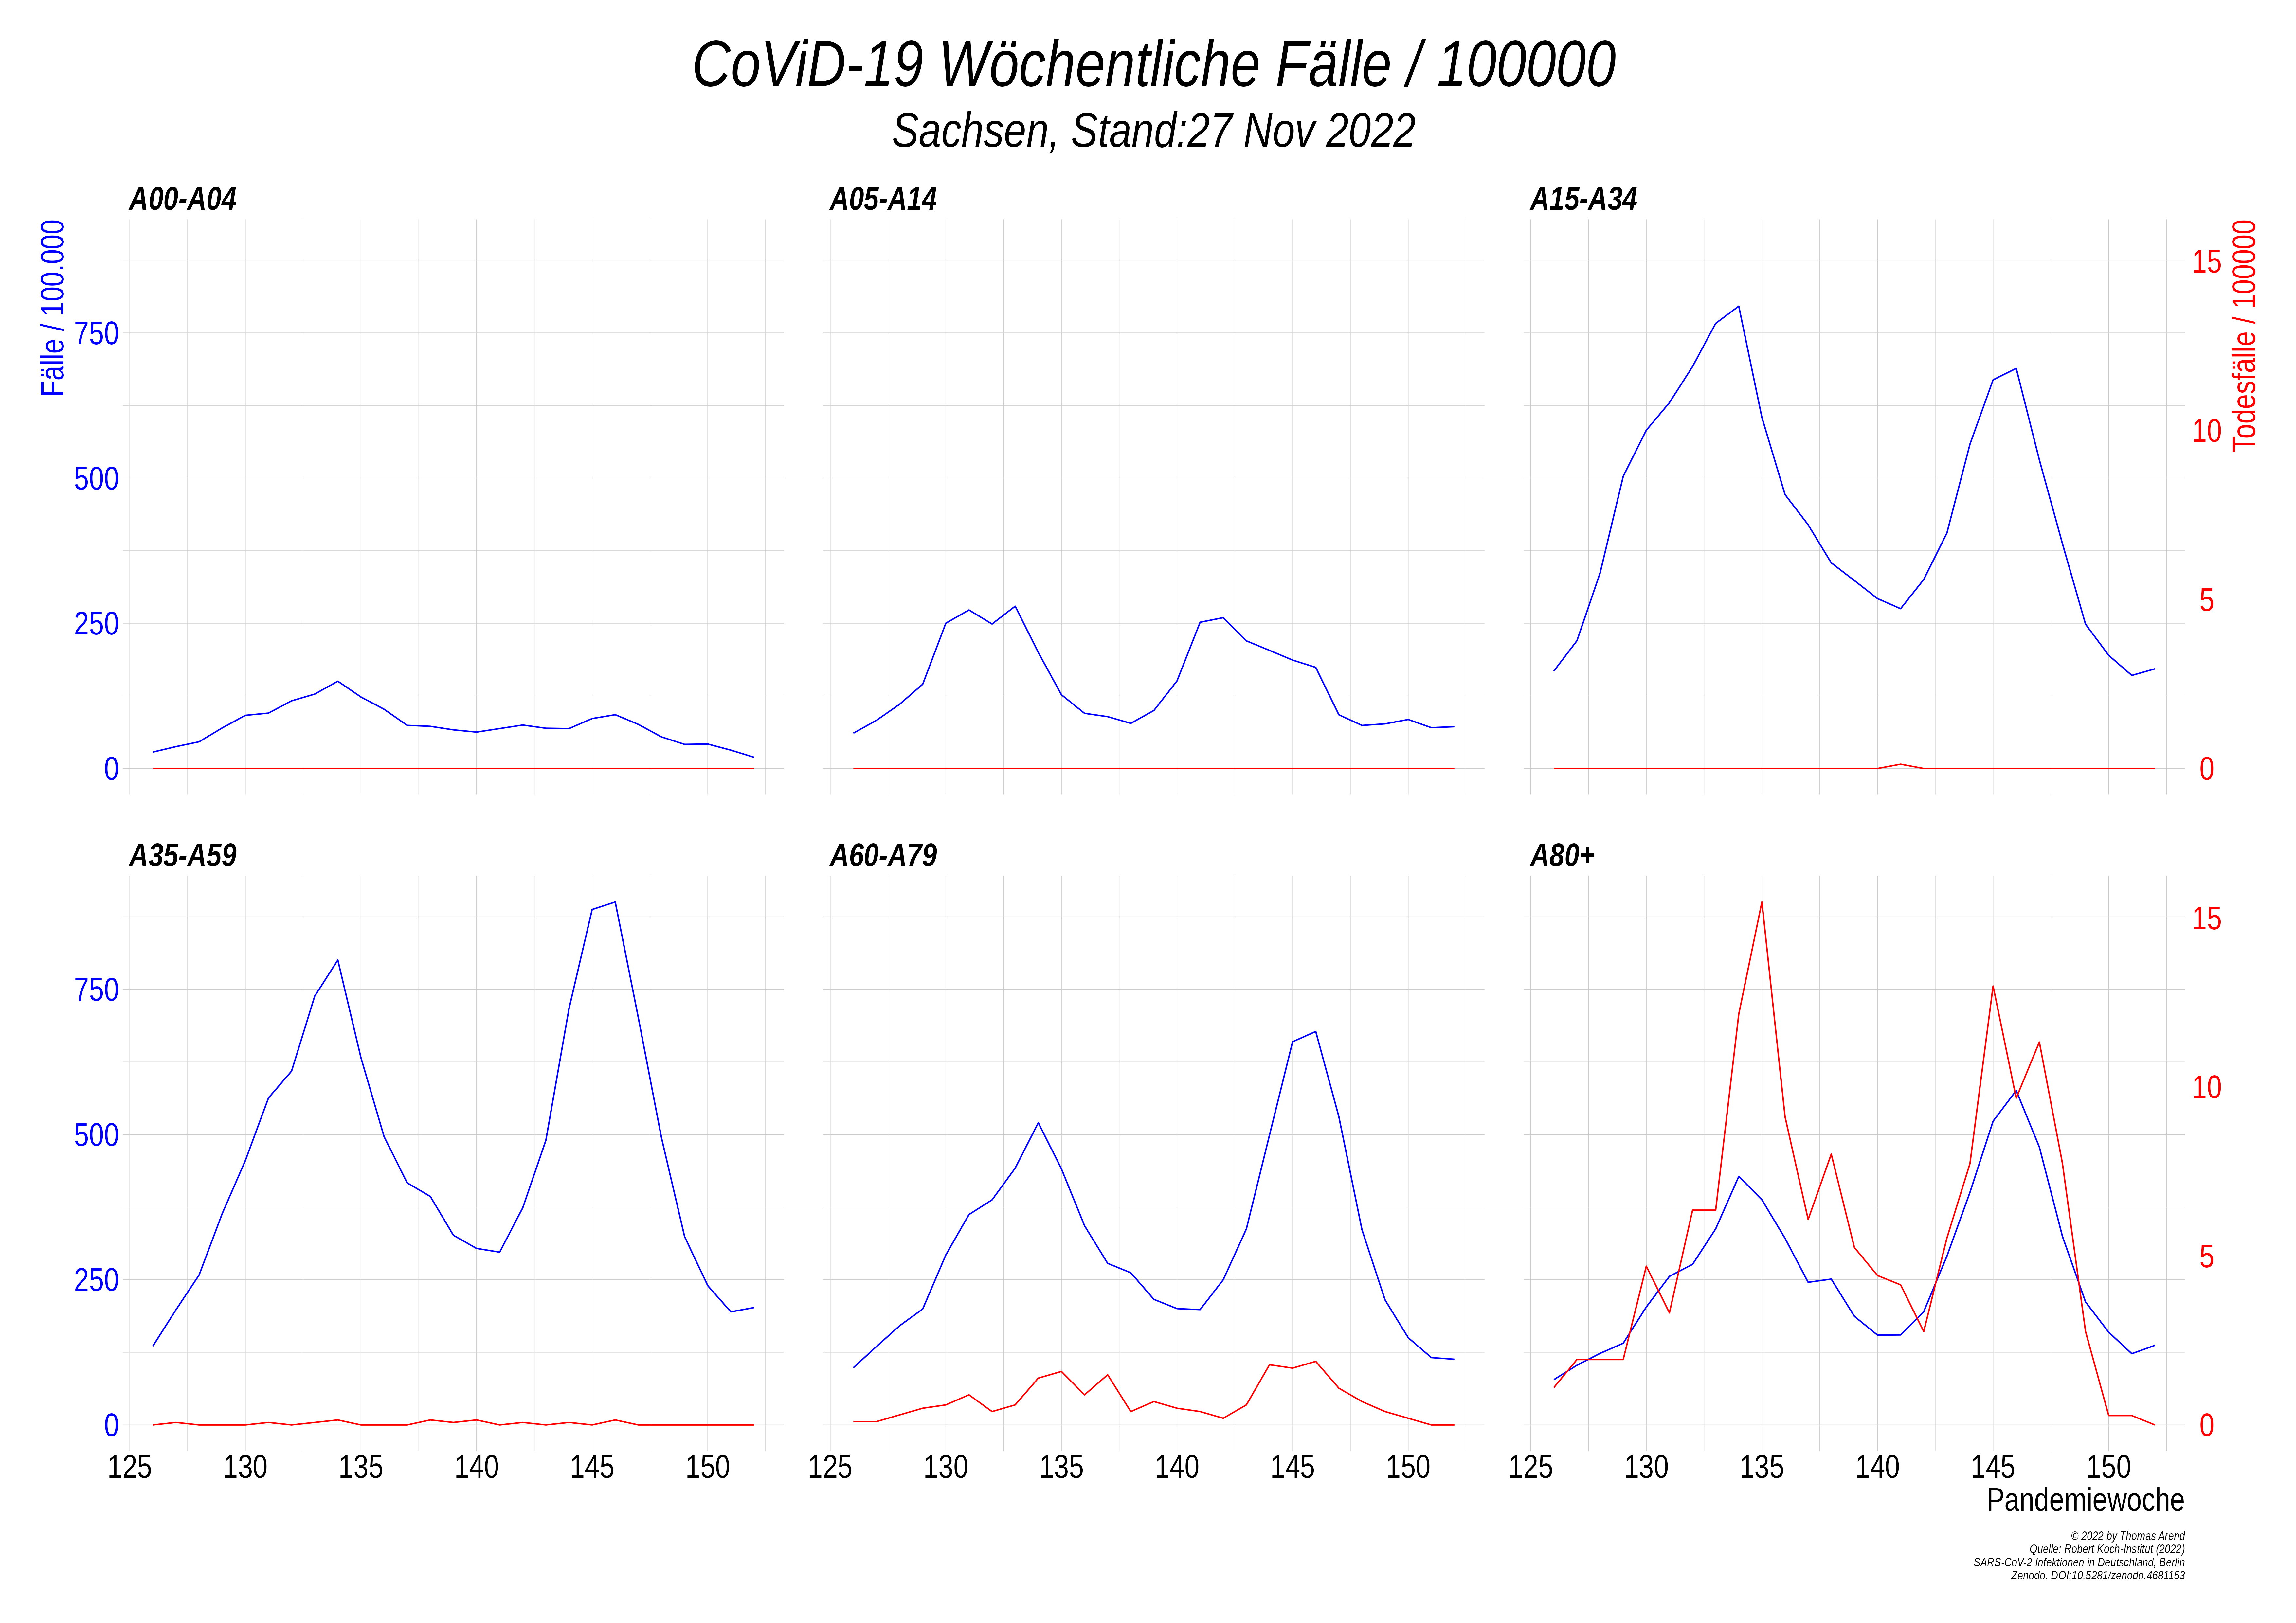 CoViD-19 Wöchentliche Fälle / 100000
Sachsen, Stand:27 Nov 2022
A00-A04
A05-A14
A15-A34
Fälle / 100.000
750
500
250
0
15
10
5
0
Todesfälle / 100000
A35-A59
A60-A79
A80+
750
500
250
0
15
10
5
0
125 130 135 140 145 150
125 130 135 140 145 150
125 130 135 140 145 150
Pandemiewoche
© 2022 by Thomas Arend
Quelle: Robert Koch-Institut (2022)
SARS-CoV-2 Infektionen in Deutschland, Berlin
Zenodo. DOI:10.5281/zenodo.4681153